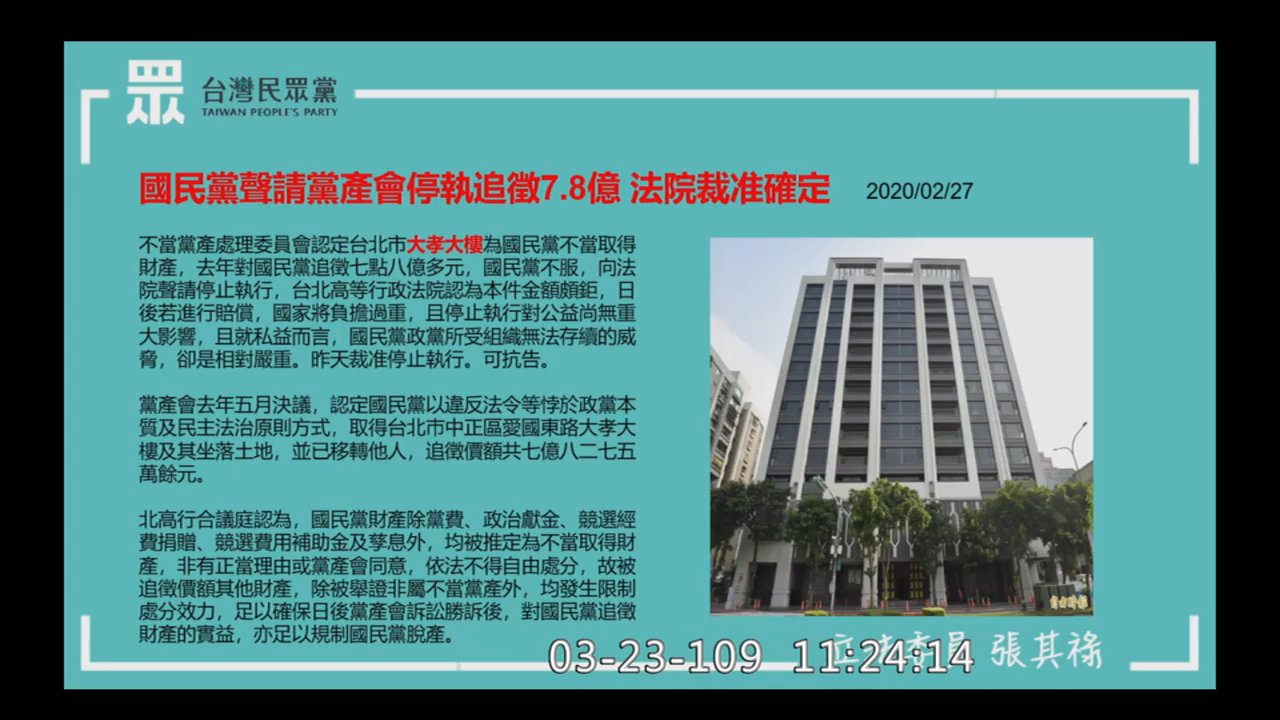 台灣民眾黨
TAIWAN PEOPLE'S PARTY
國民黨聲請黨產會停執追徵7.8億 法院裁准確定 2020/02/27
不當黨產處理委員會認定台北市大孝大樓為國民黨不當取得
財產，去年對國民黨追徵七點八億多元，國民黨不服，向法
院聲請停止執行，台北高等行政法院認為本件金額頗鉅，日
後若進行賠償，國家將負擔過重，且停止執行對公益尚無重
大影響，且就私益而言，國民黨政黨所受組織無法存續的威
脅，卻是相對嚴重。昨天裁准停止執行。可抗告。
黨產會去年五月決議，認定國民黨以違反法令等悖於政黨本
質及民主法治原則方式，取得台北市中正區愛國東路大孝大
樓及其坐落土地，並已移轉他人，追徵價額共七億八二七五
萬餘元。
北高行合議庭認為，國民黨財產除黨費、政治獻金、競選經
費捐贈、競選費用補助金及孳息外，均被推定為不當取得財
產，非有正當理由或黨產會同意，依法不得自由處分，故被
追徵價額其他財產，除被舉證非屬不當黨產外，均發生限制
處分效力，足以確保日後黨產會訴訟勝訴後，對國民黨追徵
財產的實益，亦足以規制國民黨脫產。
自由時報
立法委員 張其祿
03-23-109 11:24:14